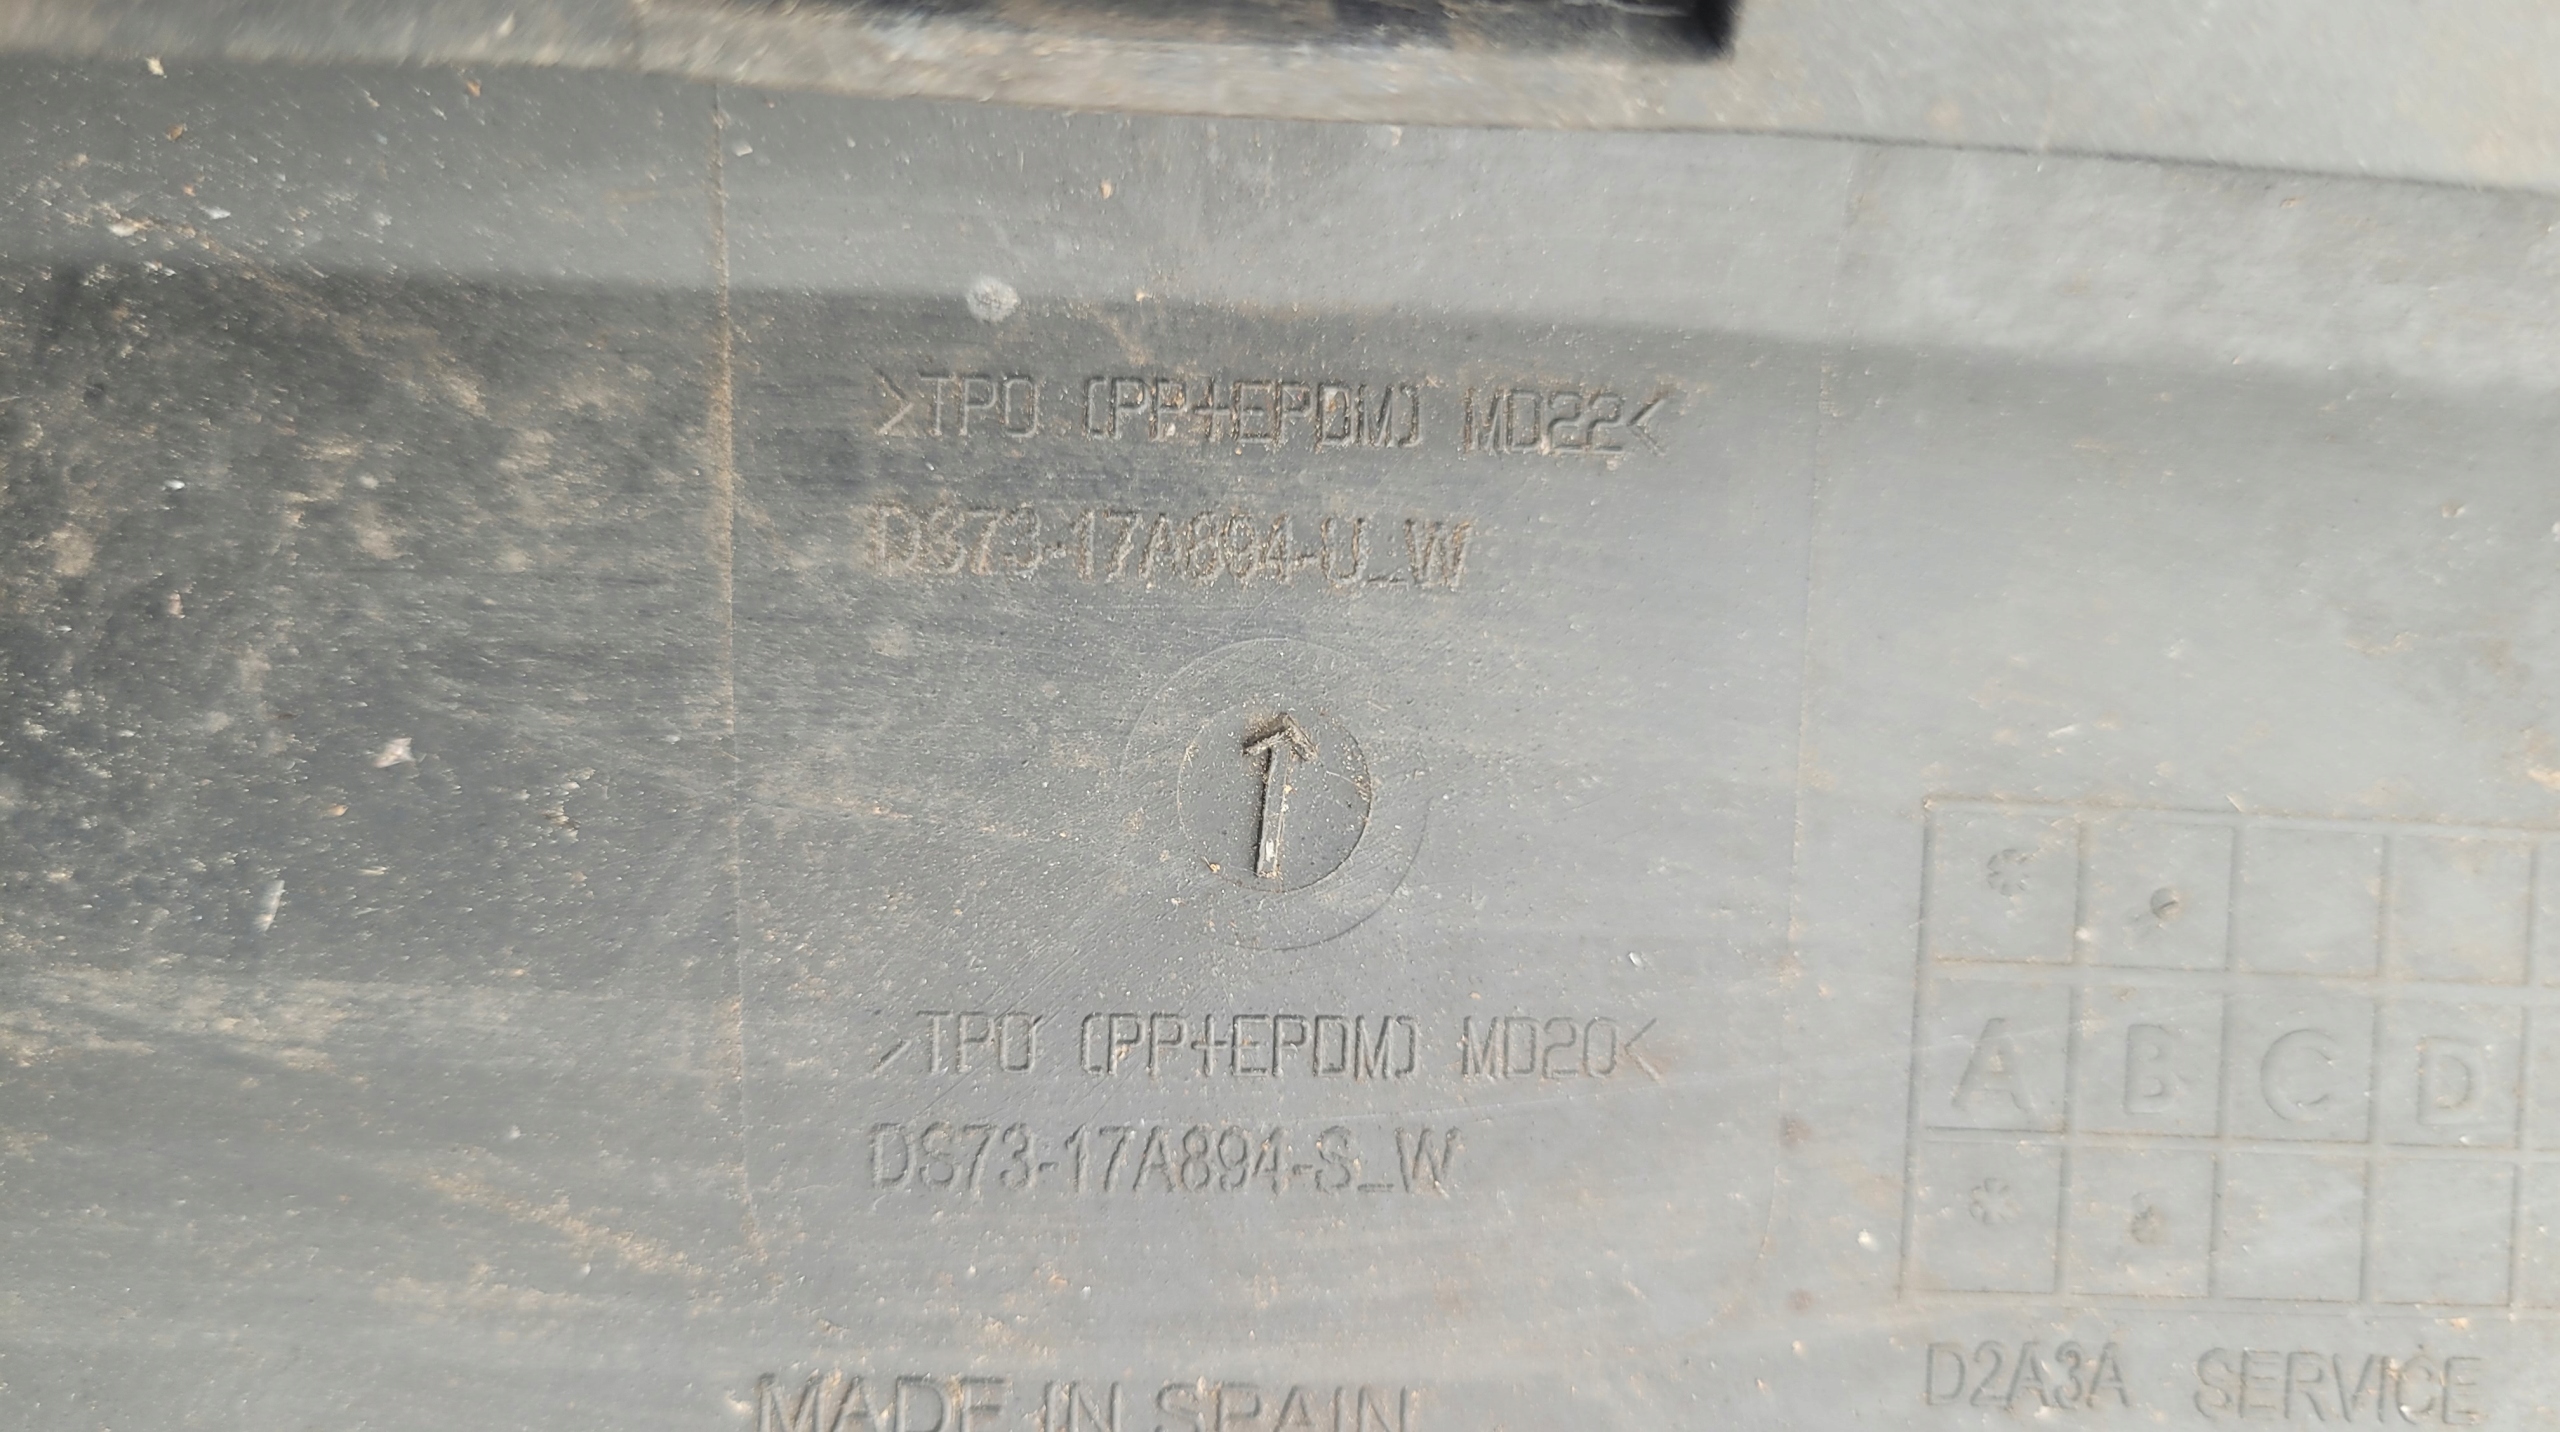 >TPO (PP+EPDM) MD22<
DS73-17A894-U_W
>TPO (PP+EPDM) MD20<
DS73-17A894-S_W
A B C D
D2A3A SERVICE
MADE IN SPAIN